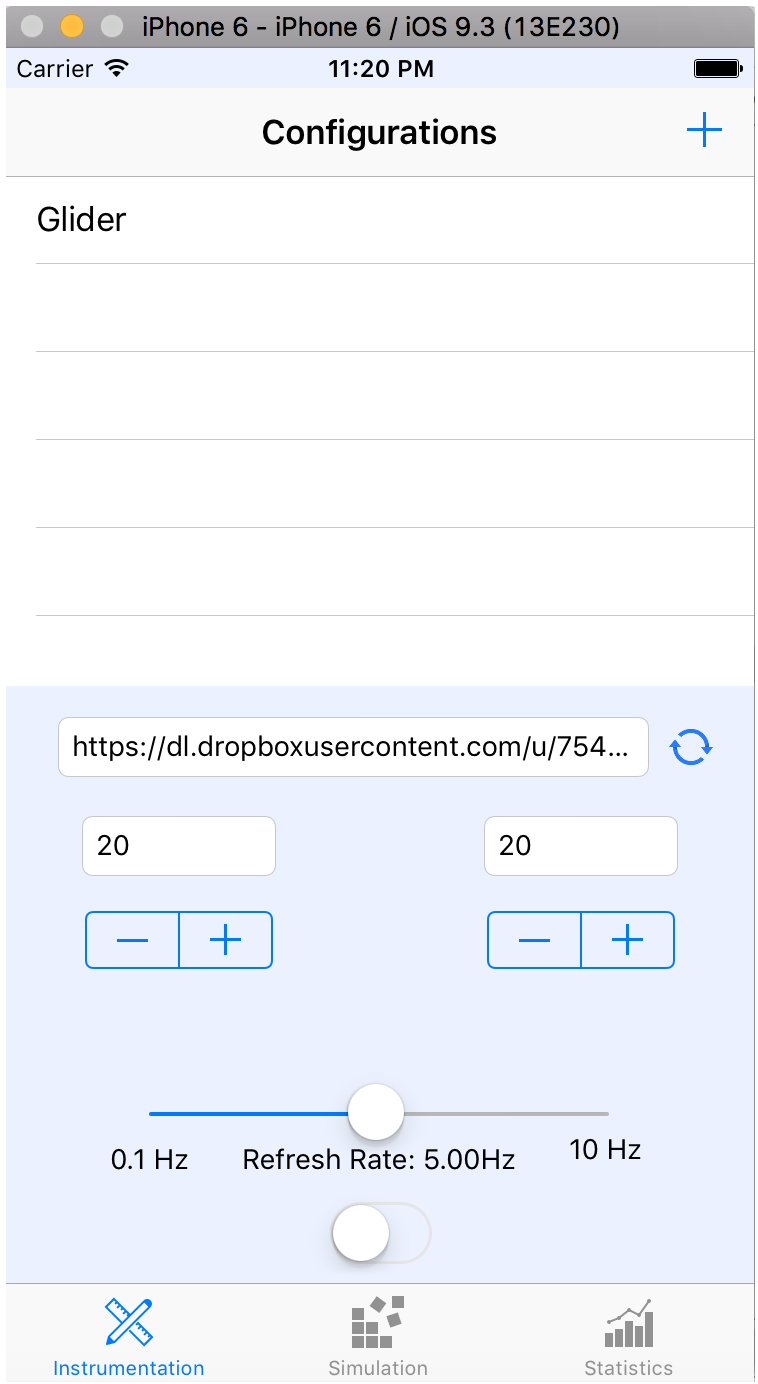 iPhone 6 - iPhone 6 / iOS 9.3 (13E230)
Carrier 11:20 PM
Configurations
Glider
https://dl.dropboxusercontent.com/u/754...
20 20
0.1 Hz Refresh Rate: 5.00Hz 10 Hz
Instrumentation Simulation Statistics